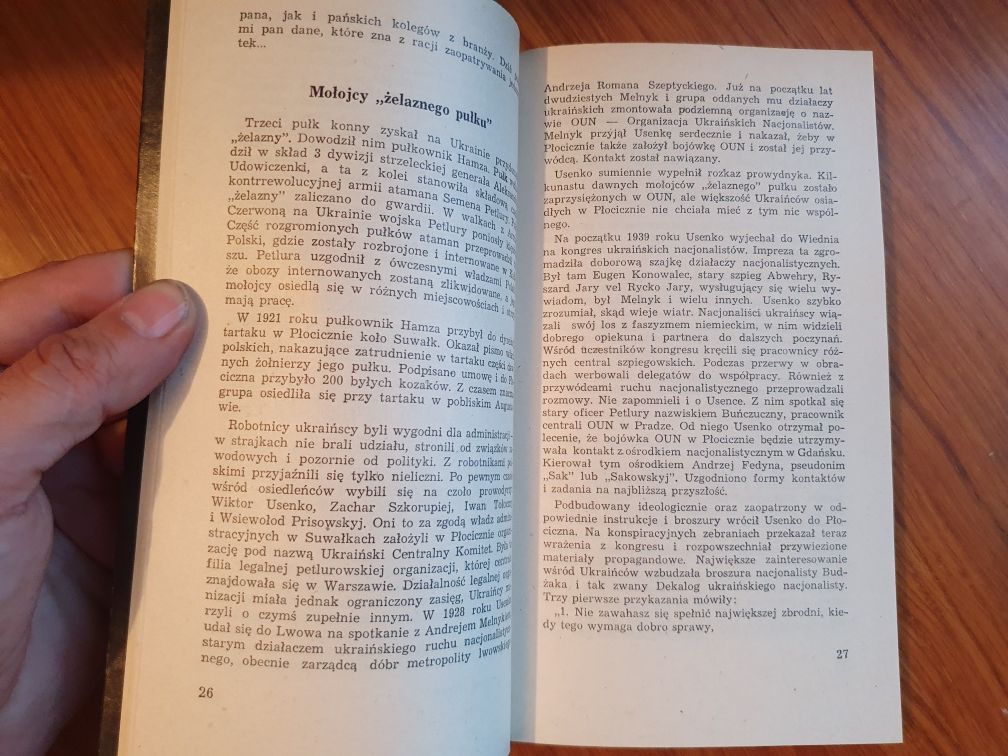 pana, jak i pańskich kolegów z branży. Dziś
mi pan dane, które zna z racji zaopatrywania
tek...
Mołojcy „żelaznego pułku”
Trzeci pułk konny zyskał na Ukrainie
„żelazny”. Dowodził nim pułkownik Hamza. Pułk
dził w skład 3 dywizji strzeleckiej generała
Udowiczenki, a ta z kolei stanowiła składową
kontrrewolucyjnej armii atamana Semena Petlury.
„żelazny” zaliczano do gwardii. W walkach z
Czerwoną na Ukrainie wojska Petlury poniosły
Część rozgromionych pułków ataman przeprowadził
Polski, gdzie zostały rozbrojone i internowane w
szu. Petlura uzgodnił z ówczesnymi władzami
że obozy internowanych zostaną zlikwidowane, a
mołojcy osiedlą się w różnych miejscowościach i
mają pracę.
W 1921 roku pułkownik Hamza przybył do
tartaku w Płocicznie koło Suwałk. Okazał pismo
polskich, nakazujące zatrudnienie w tartaku części
nych żołnierzy jego pułku. Podpisane umowę i do
ciczna przybyło 200 byłych kozaków. Z czasem
grupa osiedliła się przy tartaku w pobliskim
wie.
Robotnicy ukraińscy byli wygodni dla administracji —
w strajkach nie brali udziału, stronili od związków
wodowych i pozornie od polityki. Z robotnikami
skimi przyjaźnili się tylko nieliczni. Po pewnym
wśród osiedleńców wybili się na czoło prowodyrzy
Wiktor Usenko, Zachar Szkorupiej, Iwan
i Wsiewołod Prisowskyj. Oni to za zgodą władz
stracyjnych w Suwałkach założyli w Płocicznie
zację pod nazwą Ukraiński Centralny Komitet. Była
filia legalnej petlurowskiej organizacji, której
znajdowała się w Warszawie. Działalność legalnej
nizacji miała jednak ograniczony zasięg. Ukraińcy
rzyli o czymś zupełnie innym. W 1928 roku Usenko
udał się do Lwowa na spotkanie z Andrejem Melnykiem,
starym działaczem ukraińskiego ruchu
nego, obecnie zarządcą dóbr metropolity lwowskiego
26
Andrzeja Romana Szeptyckiego. Już na początku lat
dwudziestych Melnyk i grupa oddanych mu działaczy
ukraińskich zmontowała podziemną organizację o naz-
wie OUN — Organizacja Ukraińskich Nacjonalistów.
Melnyk przyjął Usenkę serdecznie i nakazał, żeby w
Płocicznie także założył bojówkę OUN i został jej przy-
wódcą. Kontakt został nawiązany.
Usenko sumiennie wypełnił rozkaz prowydnyka. Kil-
kunastu dawnych mołojców „żelaznego” pułku zostało
zaprzysiężonych w OUN, ale większość Ukraińców osia-
dłych w Płocicznie nie chciała mieć z tym nic wspól-
nego.
Na początku 1939 roku Usenko wyjechał do Wiednia
na kongres ukraińskich nacjonalistów. Impreza ta zgro-
madziła doborową szajkę działaczy nacjonalistycznych.
Był tam Eugen Konowalec, stary szpieg Abwehry, Ry-
szard Jary vel Rycko Jary, wysługujący się wielu wy-
wiadom, był Melnyk i wielu innych. Usenko szybko
zrozumiał, skąd wieje wiatr. Nacjonaliści ukraińscy wią-
zali swój los z faszyzmem niemieckim, w nim widzieli
dobrego opiekuna i partnera do dalszych poczynań.
Wśród uczestników kongresu kręcili się pracownicy róż-
nych central szpiegowskich. Podczas przerwy w obra-
dach werbowali delegatów do współpracy. Również z
przywódcami ruchu nacjonalistycznego przeprowadzali
rozmowy. Nie zapomnieli i o Usence. Z nim spotkał się
stary oficer Petlury nazwiskiem Buńczuczny, pracownik
centrali OUN w Pradze. Od niego Usenko otrzymał po-
lecenie, że bojówka OUN w Płocicznie będzie utrzymy-
wała kontakt z ośrodkiem nacjonalistycznym w Gdańsku.
Kierował tym ośrodkiem Andrzej Fedyna, pseudonim
„Sak” lub „Sakowskyj”. Uzgodniono formy kontaktów
i zadania na najbliższą przyszłość.
Podbudowany ideologicznie oraz zaopatrzony w od-
powiednie instrukcje i broszury wrócił Usenko do Pło-
ciczna. Na konspiracyjnych zebraniach przekazał teraz
wrażenia z kongresu i rozpowszechniał przywiezione
materiały propagandowe. Największe zainteresowanie
wśród Ukraińców wzbudzała broszura nacjonalisty Bud-
żaka i tak zwany Dekalog ukraińskiego nacjonalisty.
Trzy pierwsze przykazania mówiły:
„1. Nie zawahasz się spełnić największej zbrodni, kie-
dy tego wymaga dobro sprawy,
27